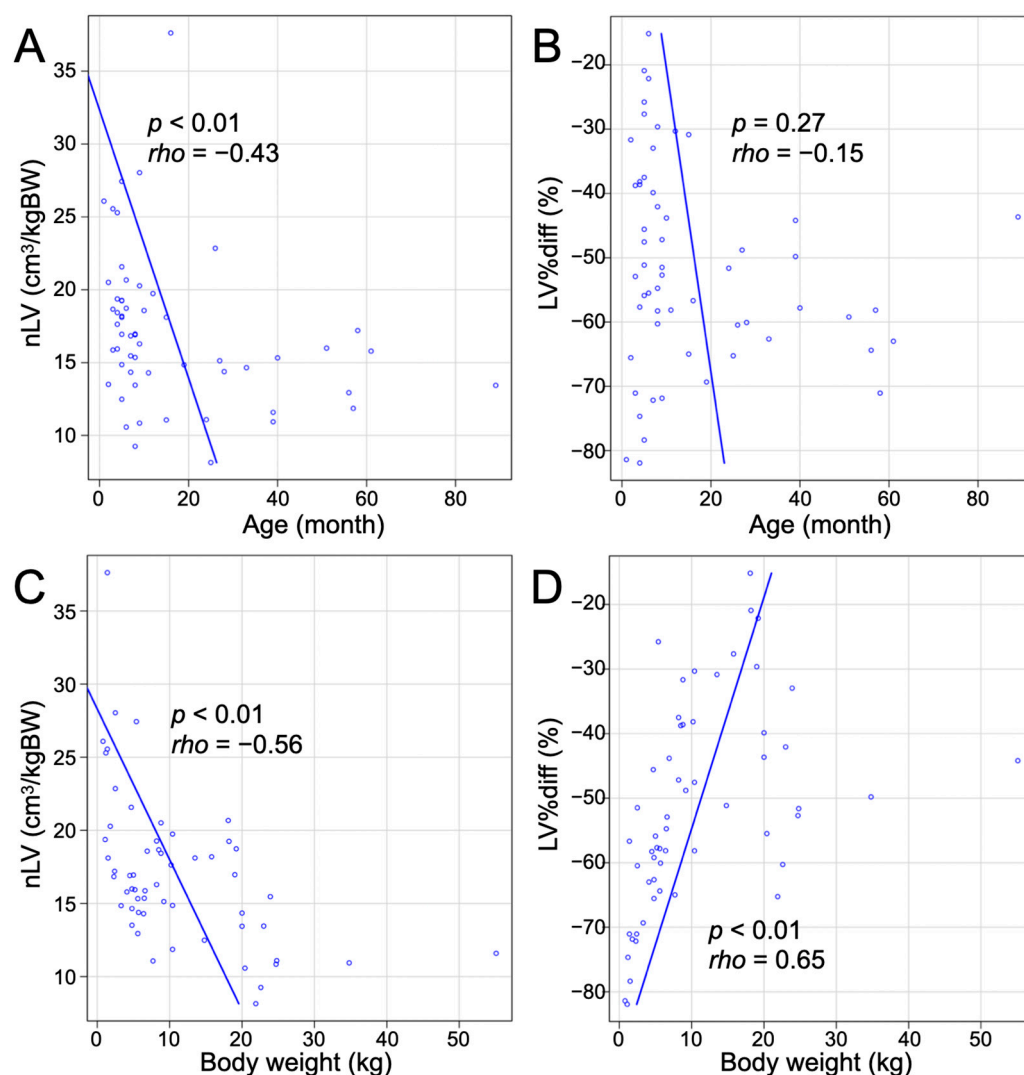 A
nLV (cm³/kgBW)
35
30
25
20
15
10
p < 0.01
rho = −0.43
0 20 40 60 80
Age (month)
B
LV%diff (%)
−20
−30
−40
−50
−60
−70
−80
p = 0.27
rho = −0.15
0 20 40 60 80
Age (month)
C
nLV (cm³/kgBW)
35
30
25
20
15
10
p < 0.01
rho = −0.56
0 10 20 30 40 50
Body weight (kg)
D
LV%diff (%)
−20
−30
−40
−50
−60
−70
−80
p < 0.01
rho = 0.65
0 10 20 30 40 50
Body weight (kg)